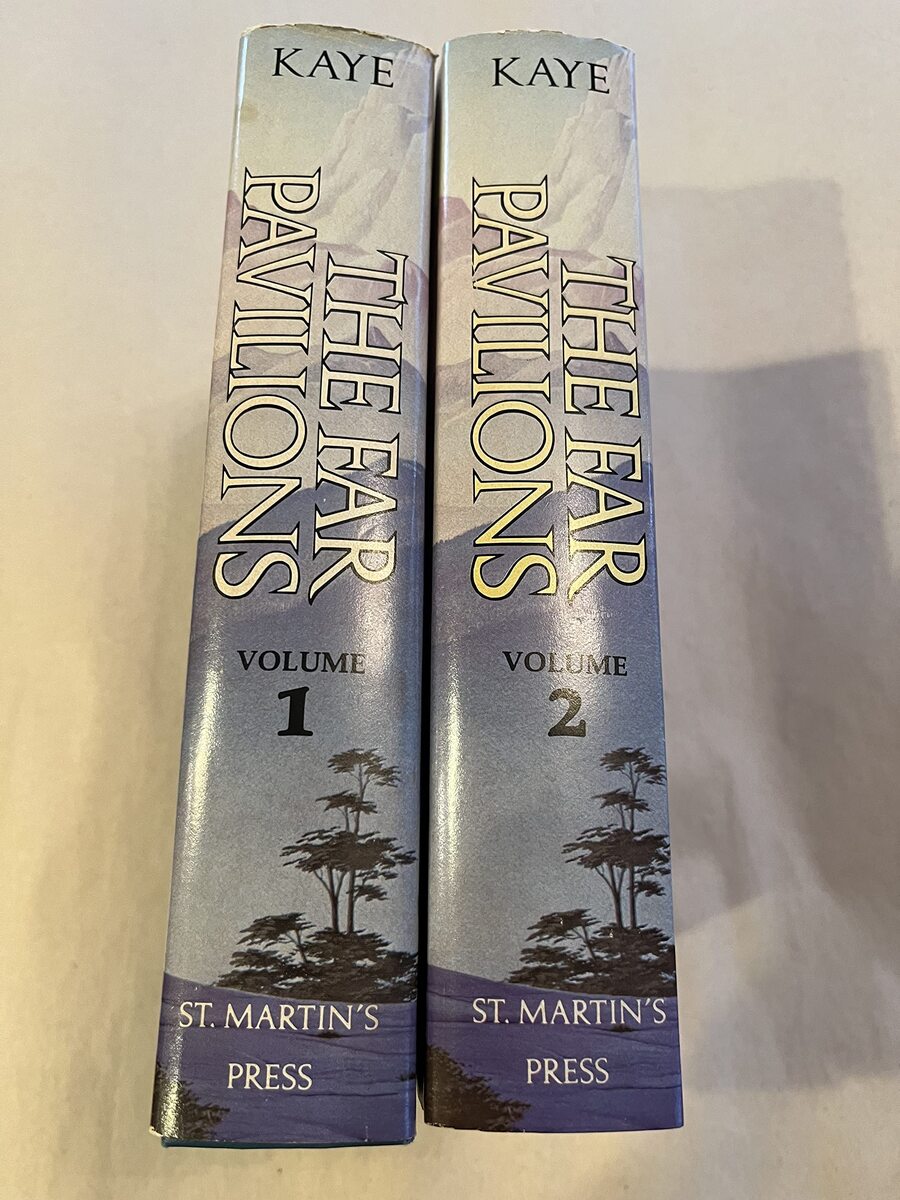 KAYE
THE FAR
PAVILIONS
VOLUME
1
ST. MARTIN'S
PRESS
KAYE
THE FAR
PAVILIONS
VOLUME
2
ST. MARTIN'S
PRESS